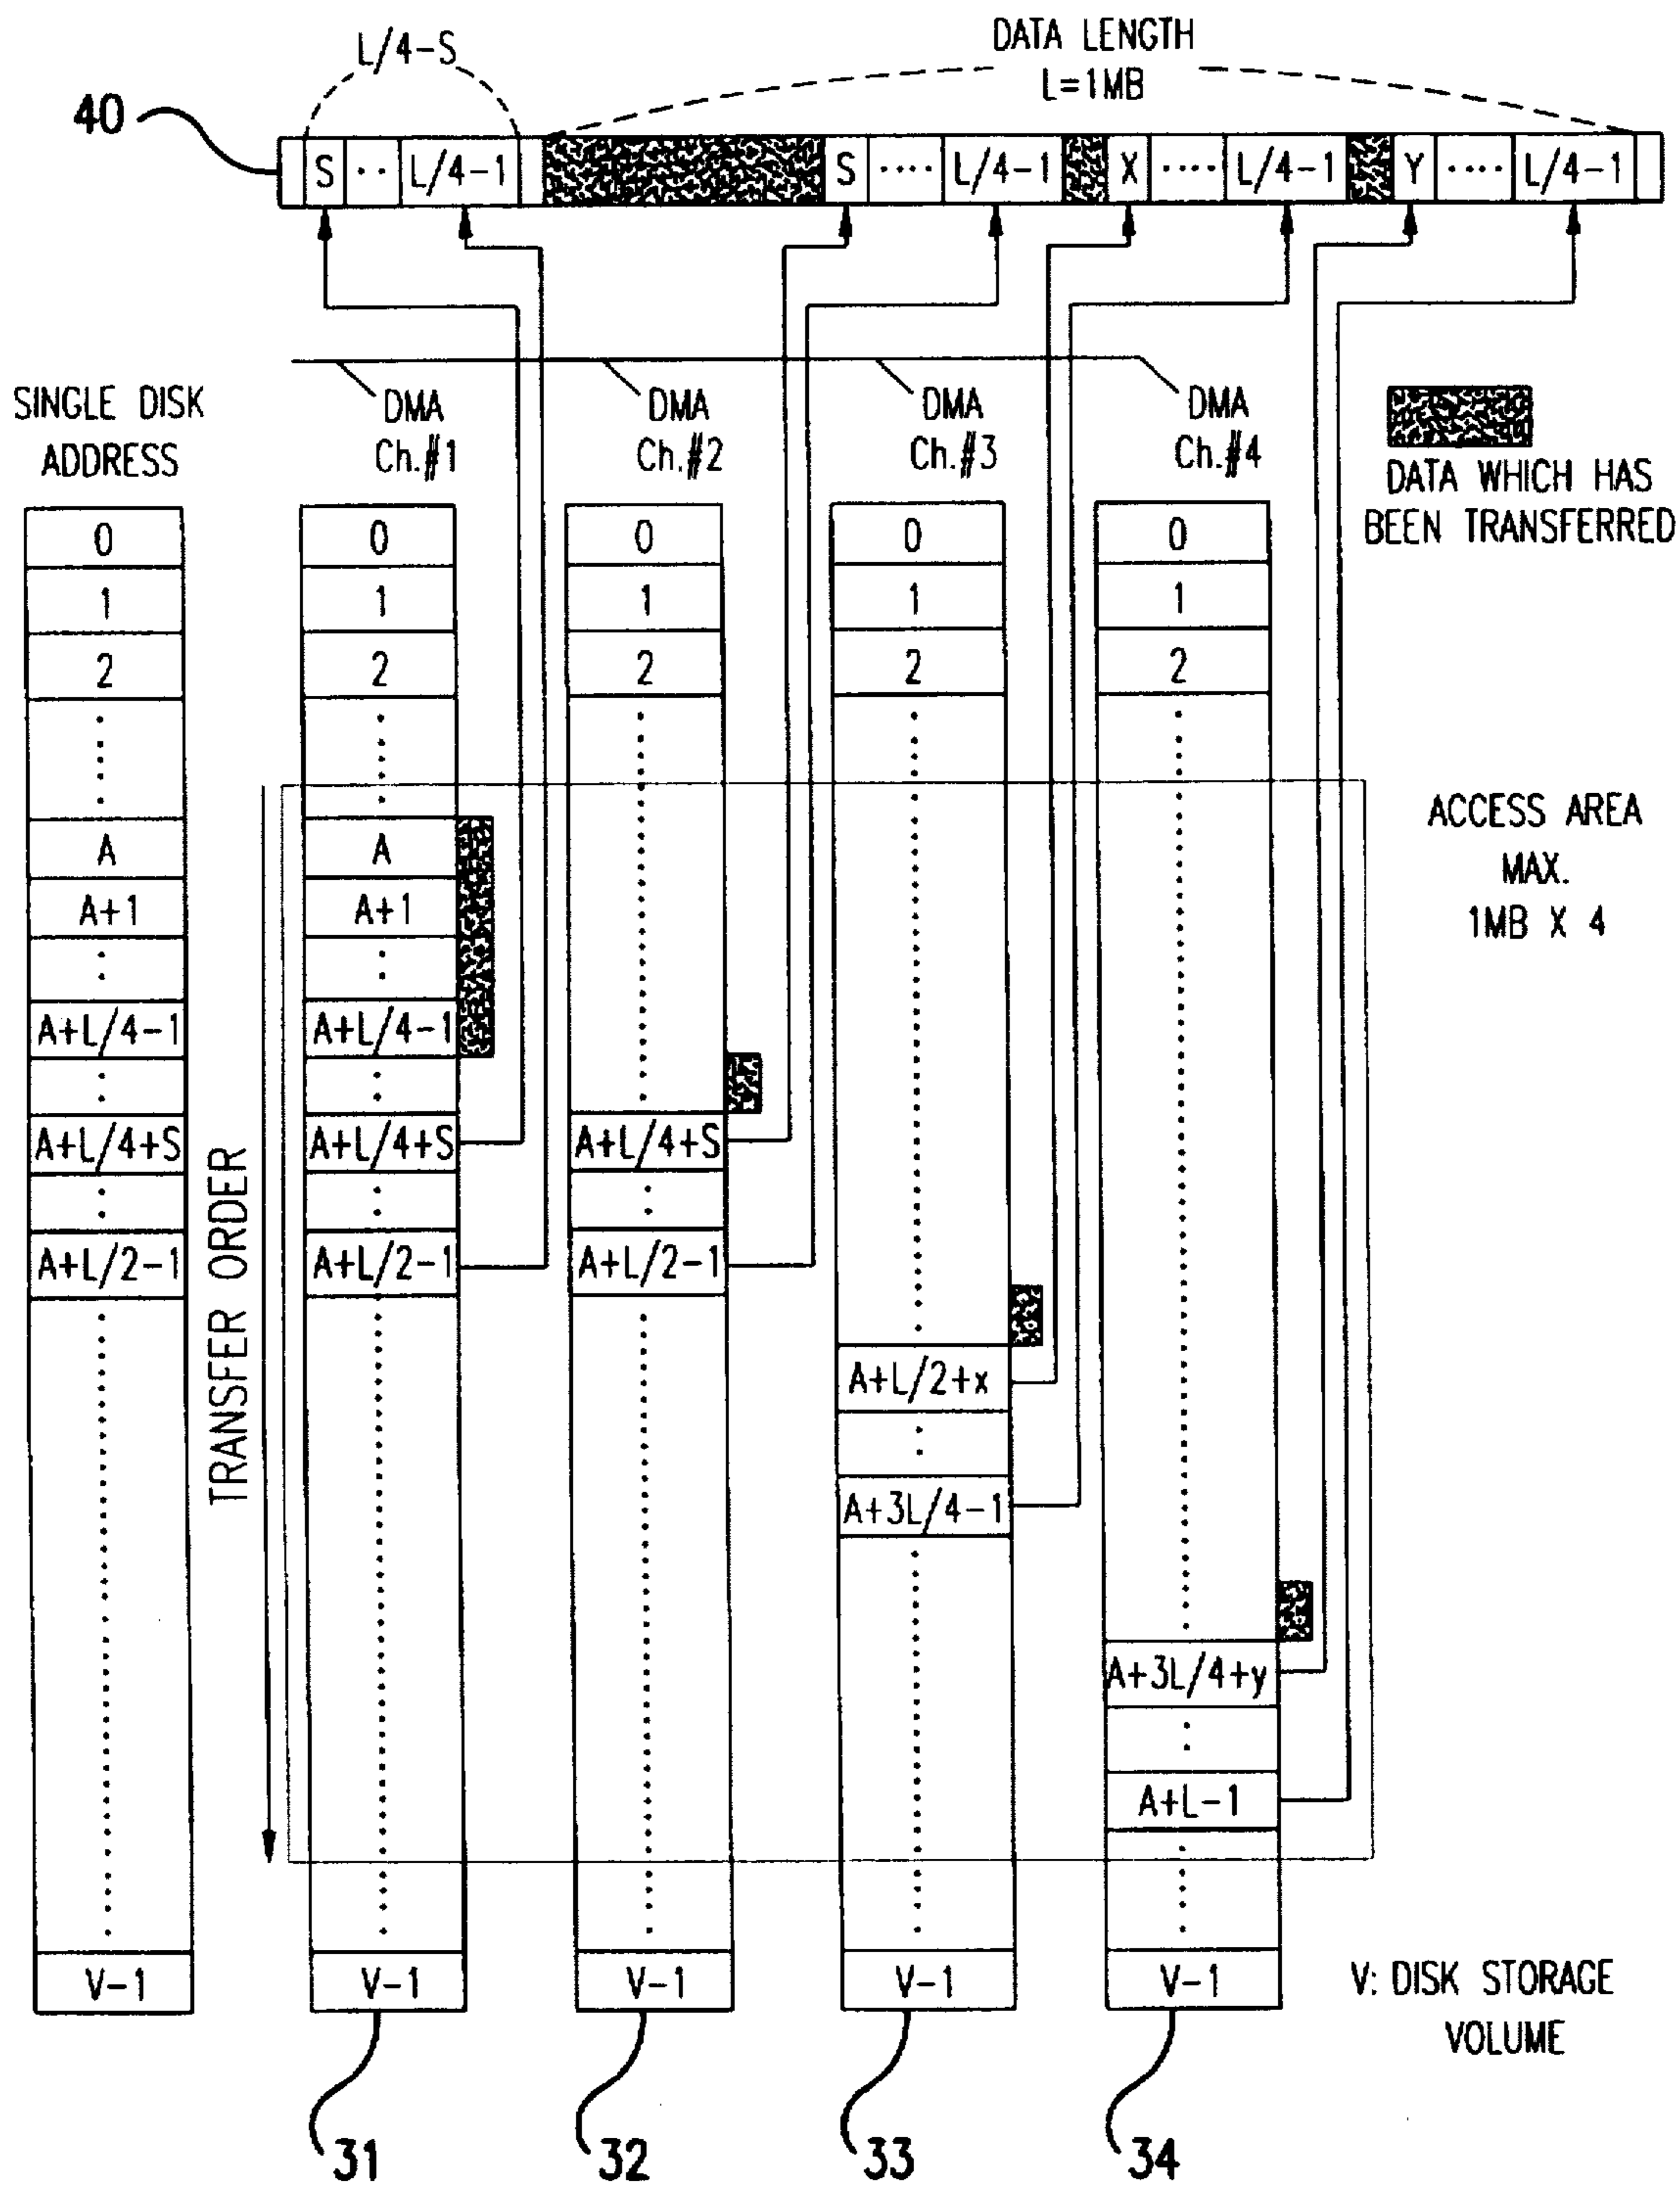 L/4-S
DATA LENGTH
L=1MB
40
S ·· L/4-1 S ···· L/4-1 X ···· L/4-1 Y ···· L/4-1
SINGLE DISK
ADDRESS
DMA
Ch.#1
DMA
Ch.#2
DMA
Ch.#3
DMA
Ch.#4
DATA WHICH HAS
BEEN TRANSFERRED
0 0 0 0 0
1 1 1 1 1
2 2 2 2 2
ACCESS AREA
MAX.
1MB X 4
A A
A+1 A+1
A+L/4-1 A+L/4-1
A+L/4+S A+L/4+S A+L/4+S
TRANSFER ORDER
A+L/2-1 A+L/2-1 A+L/2-1
A+L/2+x
A+3L/4-1
A+3L/4+y
A+L-1
V-1 V-1 V-1 V-1 V-1
V: DISK STORAGE
VOLUME
31 32 33 34